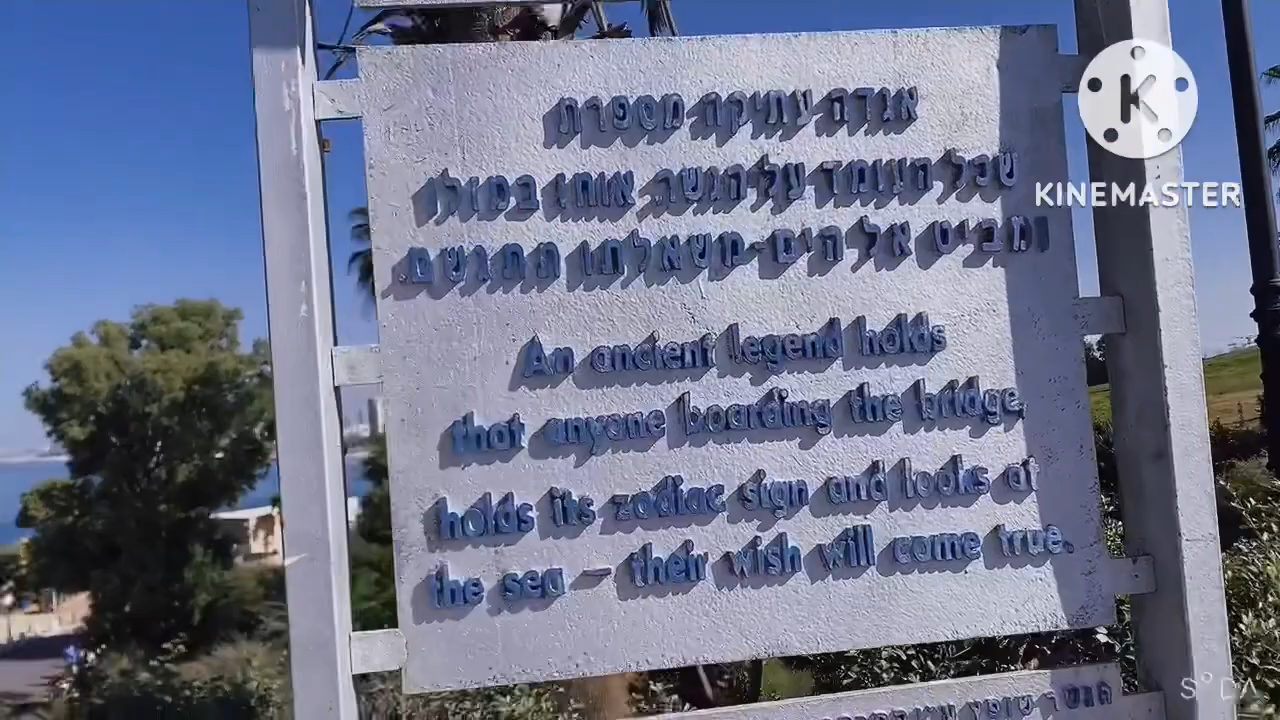 אגדה עתיקה מספרת
שכל העומד על הגשר, אוחז במזלו
ומביט אל הים-משאלתו תתגשם.
An ancient legend holds
that anyone boarding the bridge,
holds its zodiac sign and looks at
the sea – their wish will come true.
K
KINEMASTER
הגשר שופץ